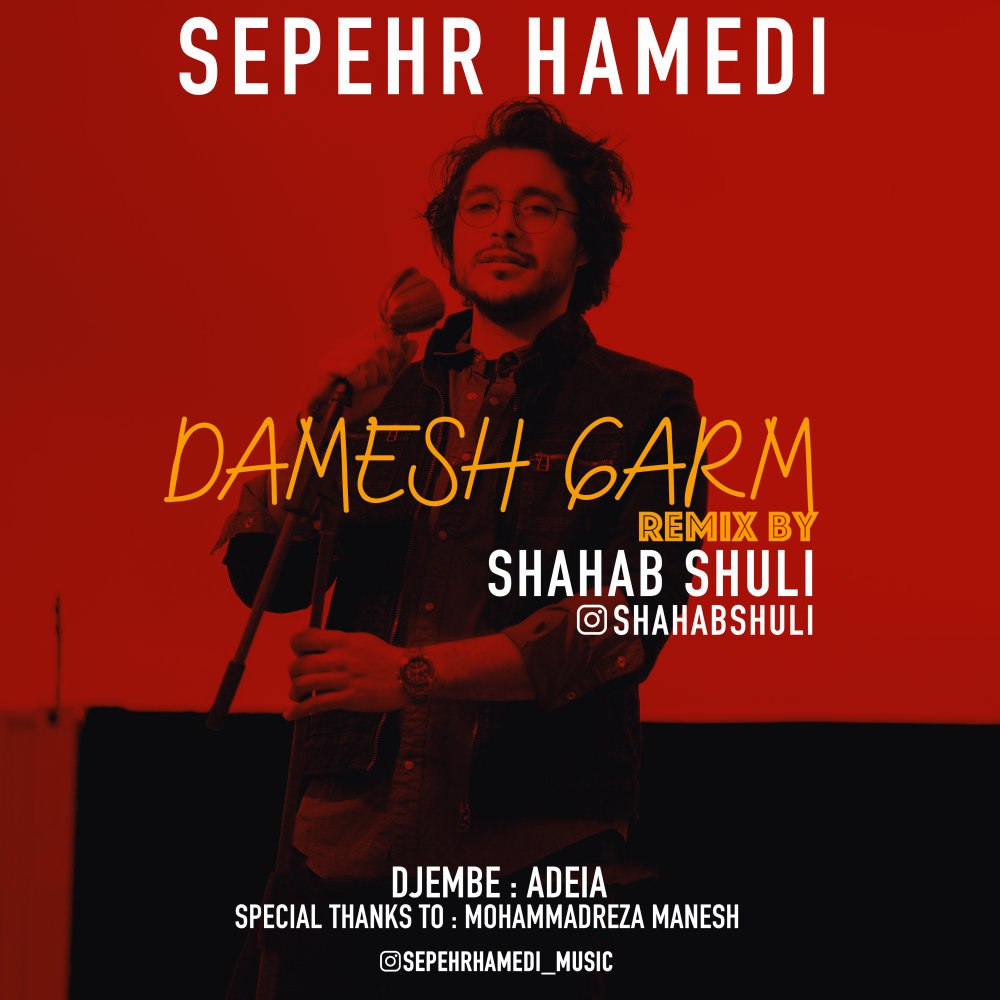 SEPEHR HAMEDI
DAMESH GARM
REMIX BY
SHAHAB SHULI
SHAHABSHULI
DJEMBE : ADEIA
SPECIAL THANKS TO : MOHAMMADREZA MANESH
SEPEHRHAMEDI_MUSIC